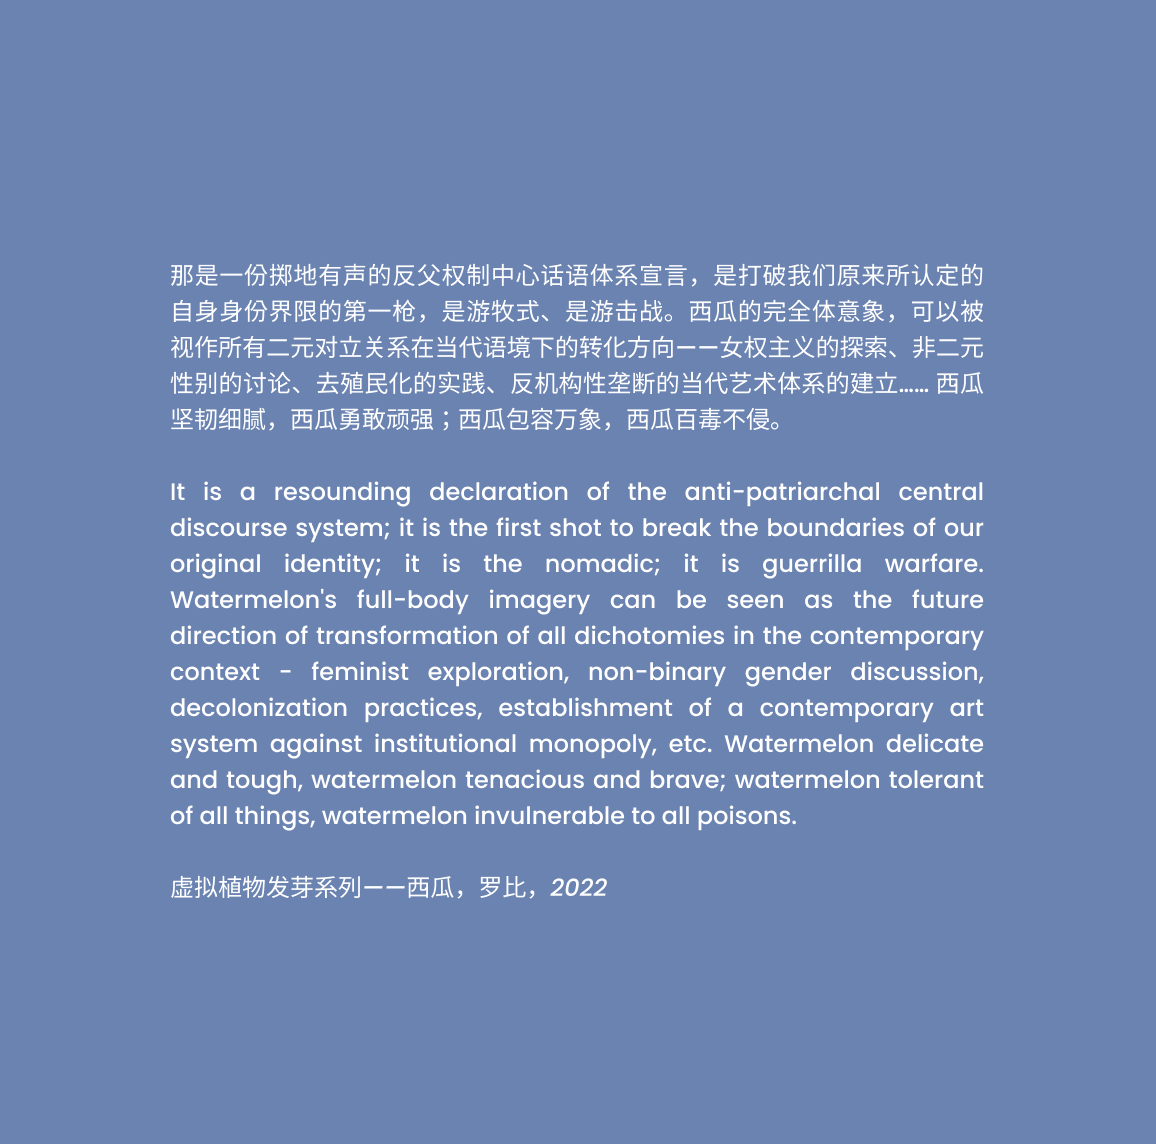 那是一份掷地有声的反父权制中心话语体系宣言，是打破我们原来所认定的
自身身份界限的第一枪，是游牧式、是游击战。西瓜的完全体意象，可以被
视作所有二元对立关系在当代语境下的转化方向——女权主义的探索、非二元
性别的讨论、去殖民化的实践、反机构性垄断的当代艺术体系的建立...... 西瓜
坚韧细腻，西瓜勇敢顽强；西瓜包容万象，西瓜百毒不侵。
It is a resounding declaration of the anti-patriarchal central
discourse system; it is the first shot to break the boundaries of our
original identity; it is the nomadic; it is guerrilla warfare.
Watermelon's full-body imagery can be seen as the future
direction of transformation of all dichotomies in the contemporary
context - feminist exploration, non-binary gender discussion,
decolonization practices, establishment of a contemporary art
system against institutional monopoly, etc. Watermelon delicate
and tough, watermelon tenacious and brave; watermelon tolerant
of all things, watermelon invulnerable to all poisons.
虚拟植物发芽系列——西瓜，罗比，2022